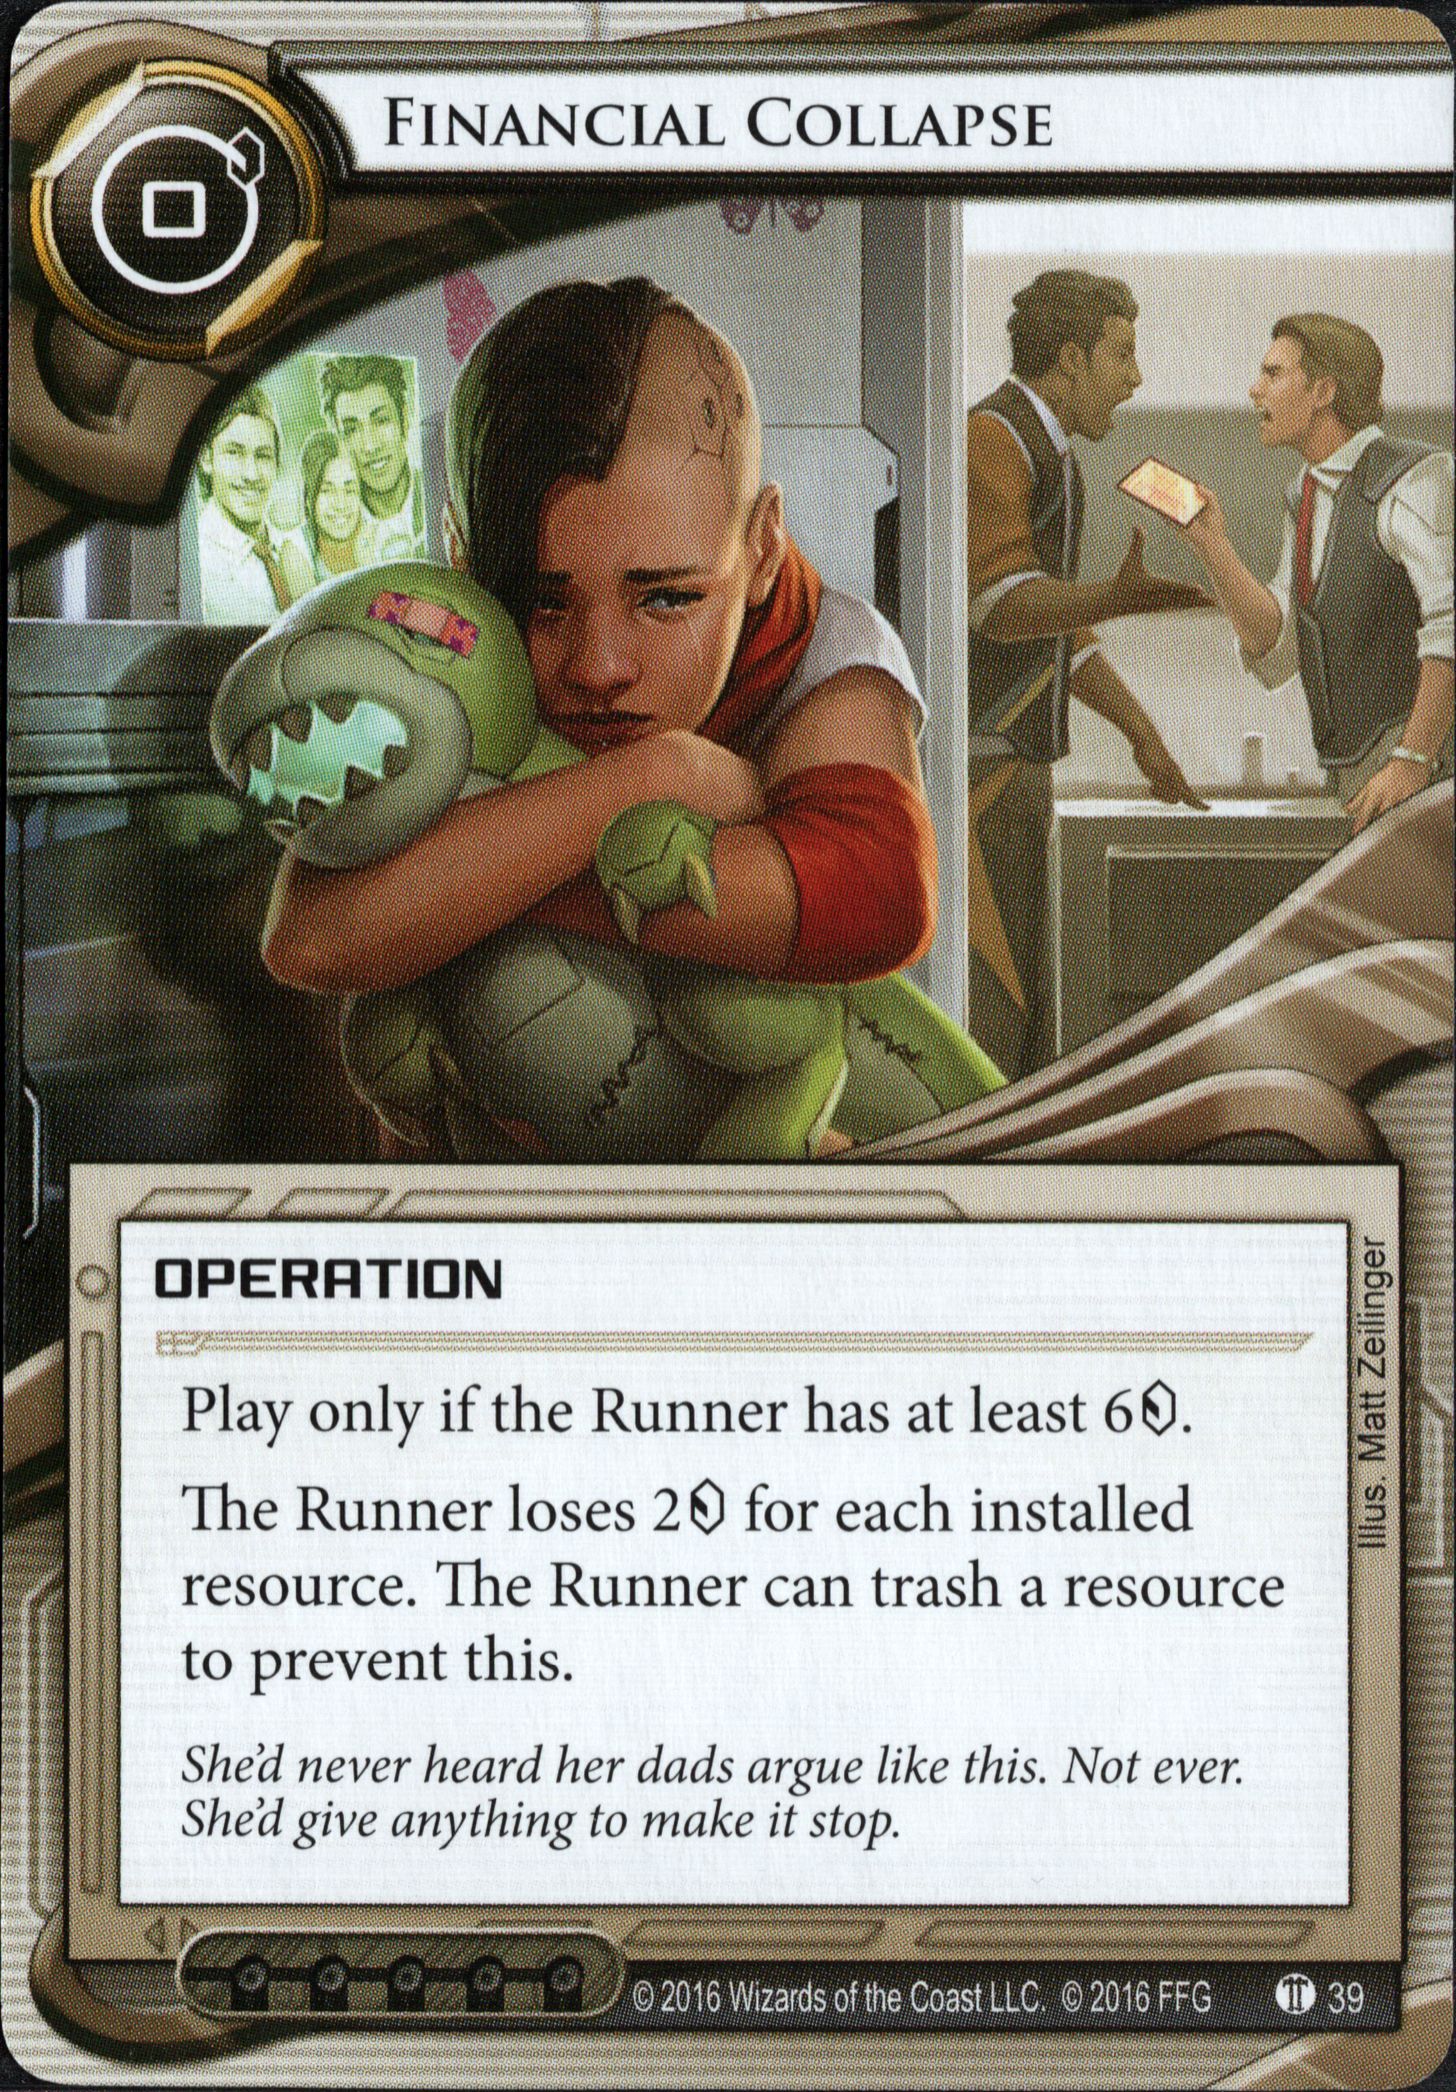 FINANCIAL COLLAPSE
0
OPERATION
Play only if the Runner has at least 6.
The Runner loses 2 for each installed
resource. The Runner can trash a resource
to prevent this.
She'd never heard her dads argue like this. Not ever.
She'd give anything to make it stop.
Illus. Matt Zeilinger
© 2016 Wizards of the Coast LLC. © 2016 FFG
39